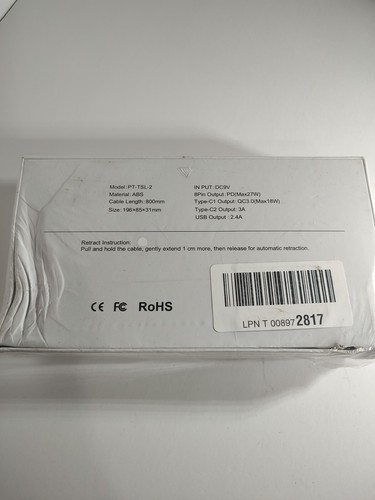 Model: PT-TSL-2
Material: ABS
Cable Length: 600mm
Size: 196×85×31mm
IN PUT: DC9V
8Pin Output :PD(Max27W)
Type-C1 Output :QC3.0(Max18W)
Type-C2 Output :3A
USB Output : 2.4A
Retract Instruction:
Pull and hold the cable, gently extend 1 cm more, then release for automatic retraction.
CE FC RoHS
LPN T 00897 2817